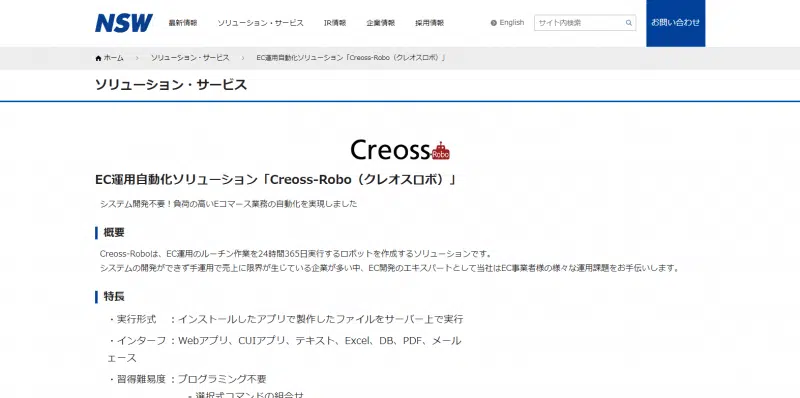 NSW 最新情報 ソリューション・サービス IR情報 企業情報 採用情報 English サイト内検索 お問い合わせ
ホーム › ソリューション・サービス › EC運用自動化ソリューション「Creoss-Robo（クレオスロボ）」
ソリューション・サービス
Creoss Robo
EC運用自動化ソリューション「Creoss-Robo（クレオスロボ）」
システム開発不要！負荷の高いEコマース業務の自動化を実現しました
概要
Creoss-Roboは、EC運用のルーチン作業を24時間365日実行するロボットを作成するソリューションです。
システムの開発ができず手運用で売上に限界が生じている企業が多い中、EC開発のエキスパートとして当社はEC事業者様の様々な運用課題をお手伝いします。
特長
・実行形式 ：インストールしたアプリで製作したファイルをサーバー上で実行
・インターフ ：Webアプリ、CUIアプリ、テキスト、Excel、DB、PDF、メール
ェース
・習得難易度 ：プログラミング不要
- 選択式コマンドの組合せ